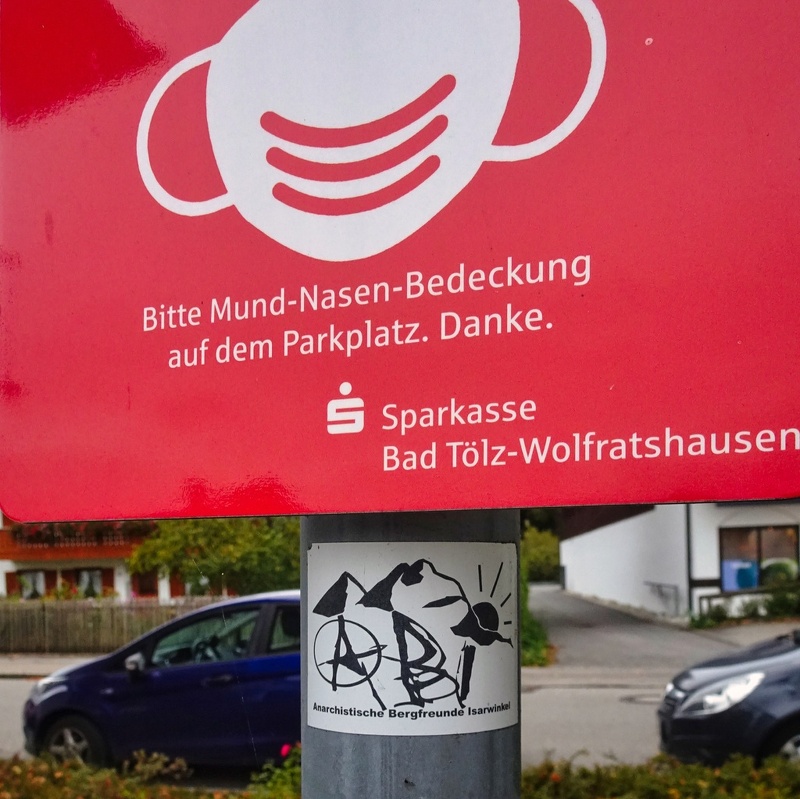 Bitte Mund-Nasen-Bedeckung
auf dem Parkplatz. Danke.
Sparkasse
Bad Tölz-Wolfratshausen
ABI
Anarchistische Bergfreunde Isarwinkel